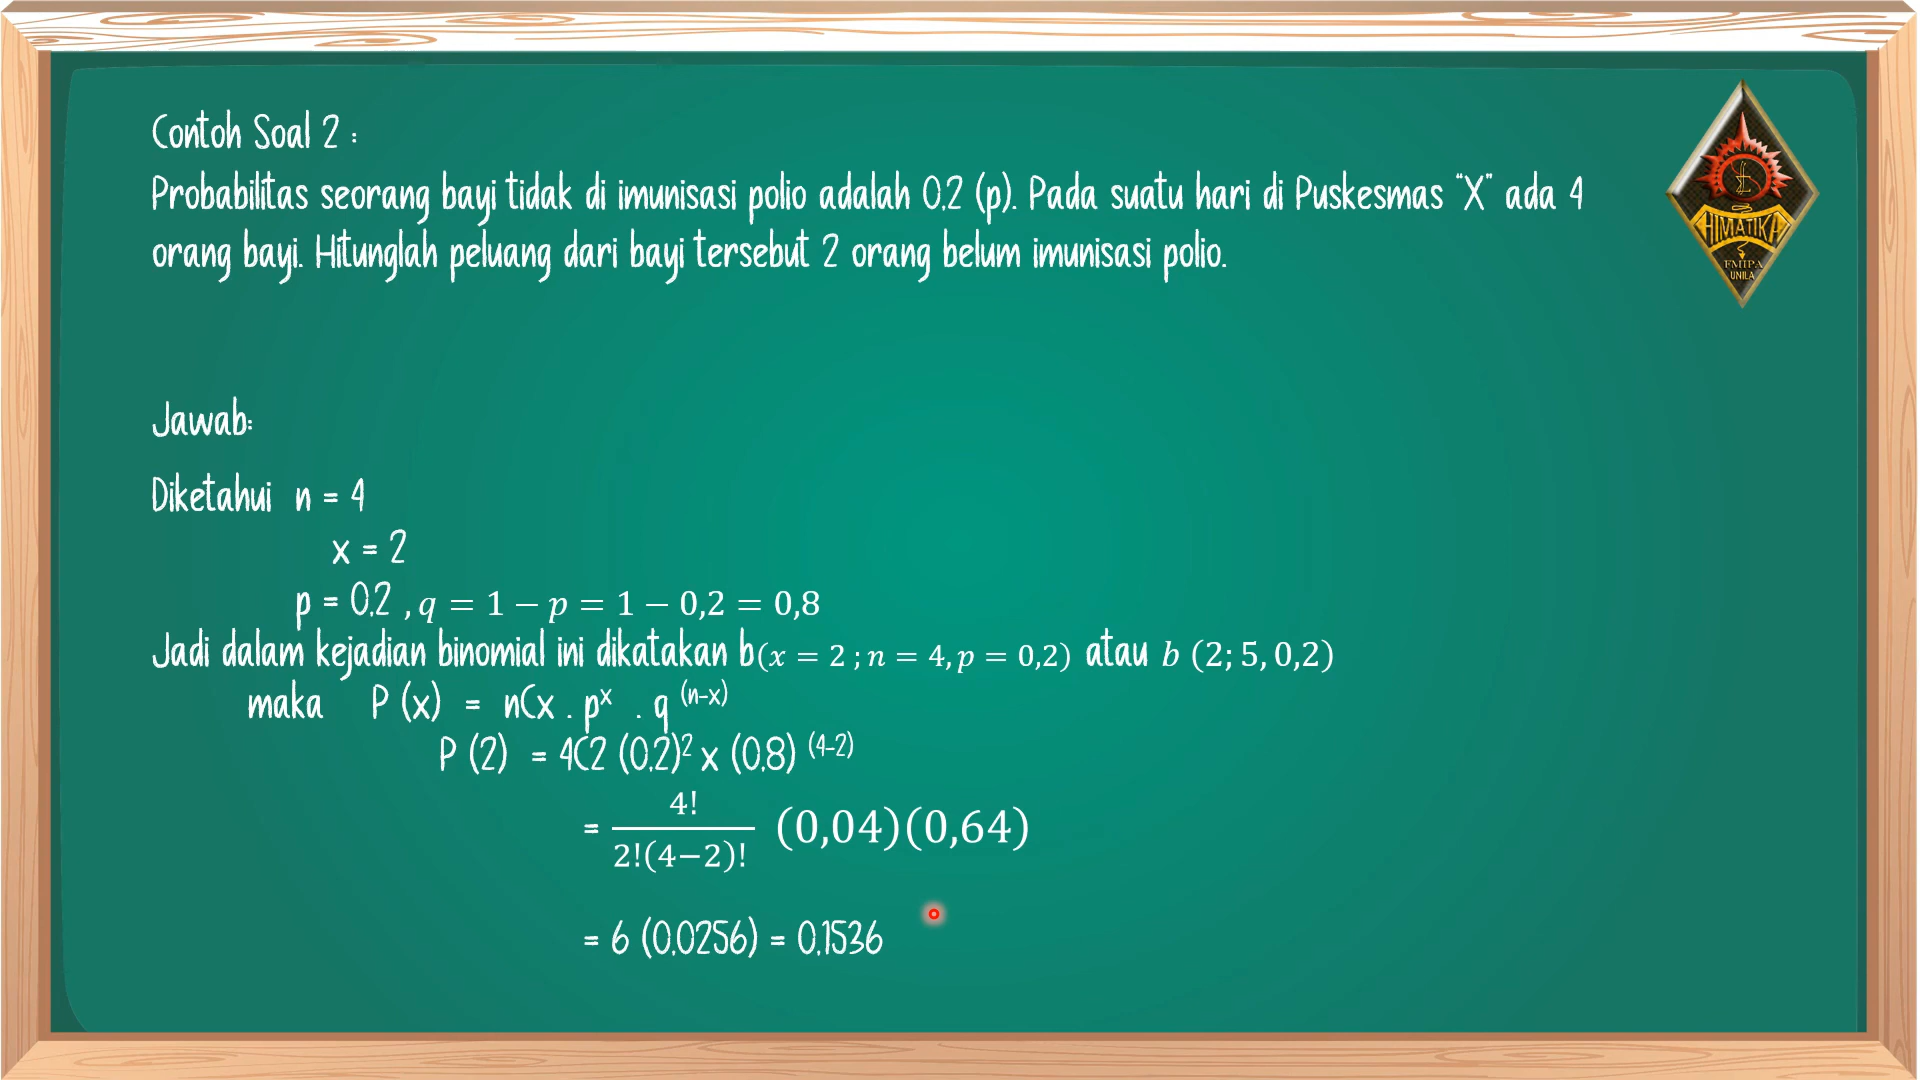 Contoh Soal 2 :
Probabilitas seorang bayi tidak di imunisasi polio adalah 0,2 (p). Pada suatu hari di Puskesmas “X” ada 4
orang bayi. Hitunglah peluang dari bayi tersebut 2 orang belum imunisasi polio.
HIMATIKA
FMIPA
UNILA
Jawab:
Diketahui n = 4
x = 2
p = 0,2 , q = 1 − p = 1 − 0,2 = 0,8
Jadi dalam kejadian binomial ini dikatakan b(x = 2 ; n = 4, p = 0,2) atau b (2; 5, 0,2)
maka P (x) = nCx . pˣ . q ⁽ⁿ⁻ˣ⁾
P (2) = 4C2 (0,2)² x (0,8) ⁽⁴⁻²⁾
= 4!/2!(4−2)! (0,04)(0,64)
= 6 (0,0256) = 0,1536